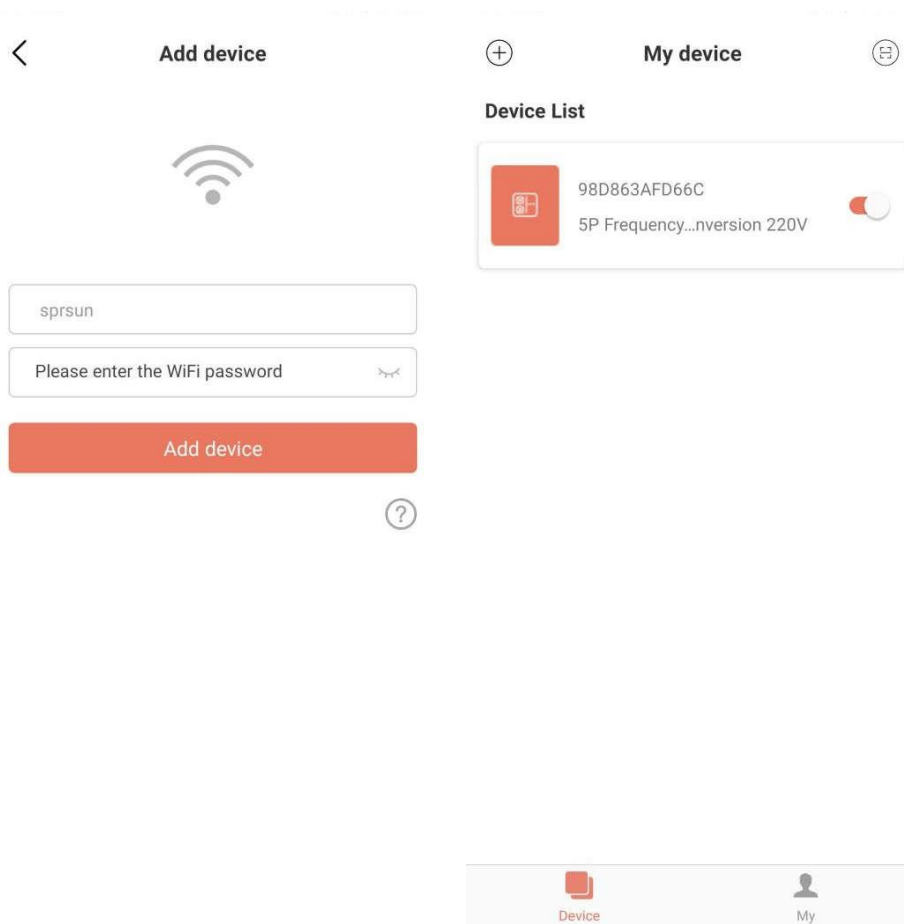 Add device
sprsun
Please enter the WiFi password
Add device
?
My device
Device List
98D863AFD66C
5P Frequency...nversion 220V
Device
My